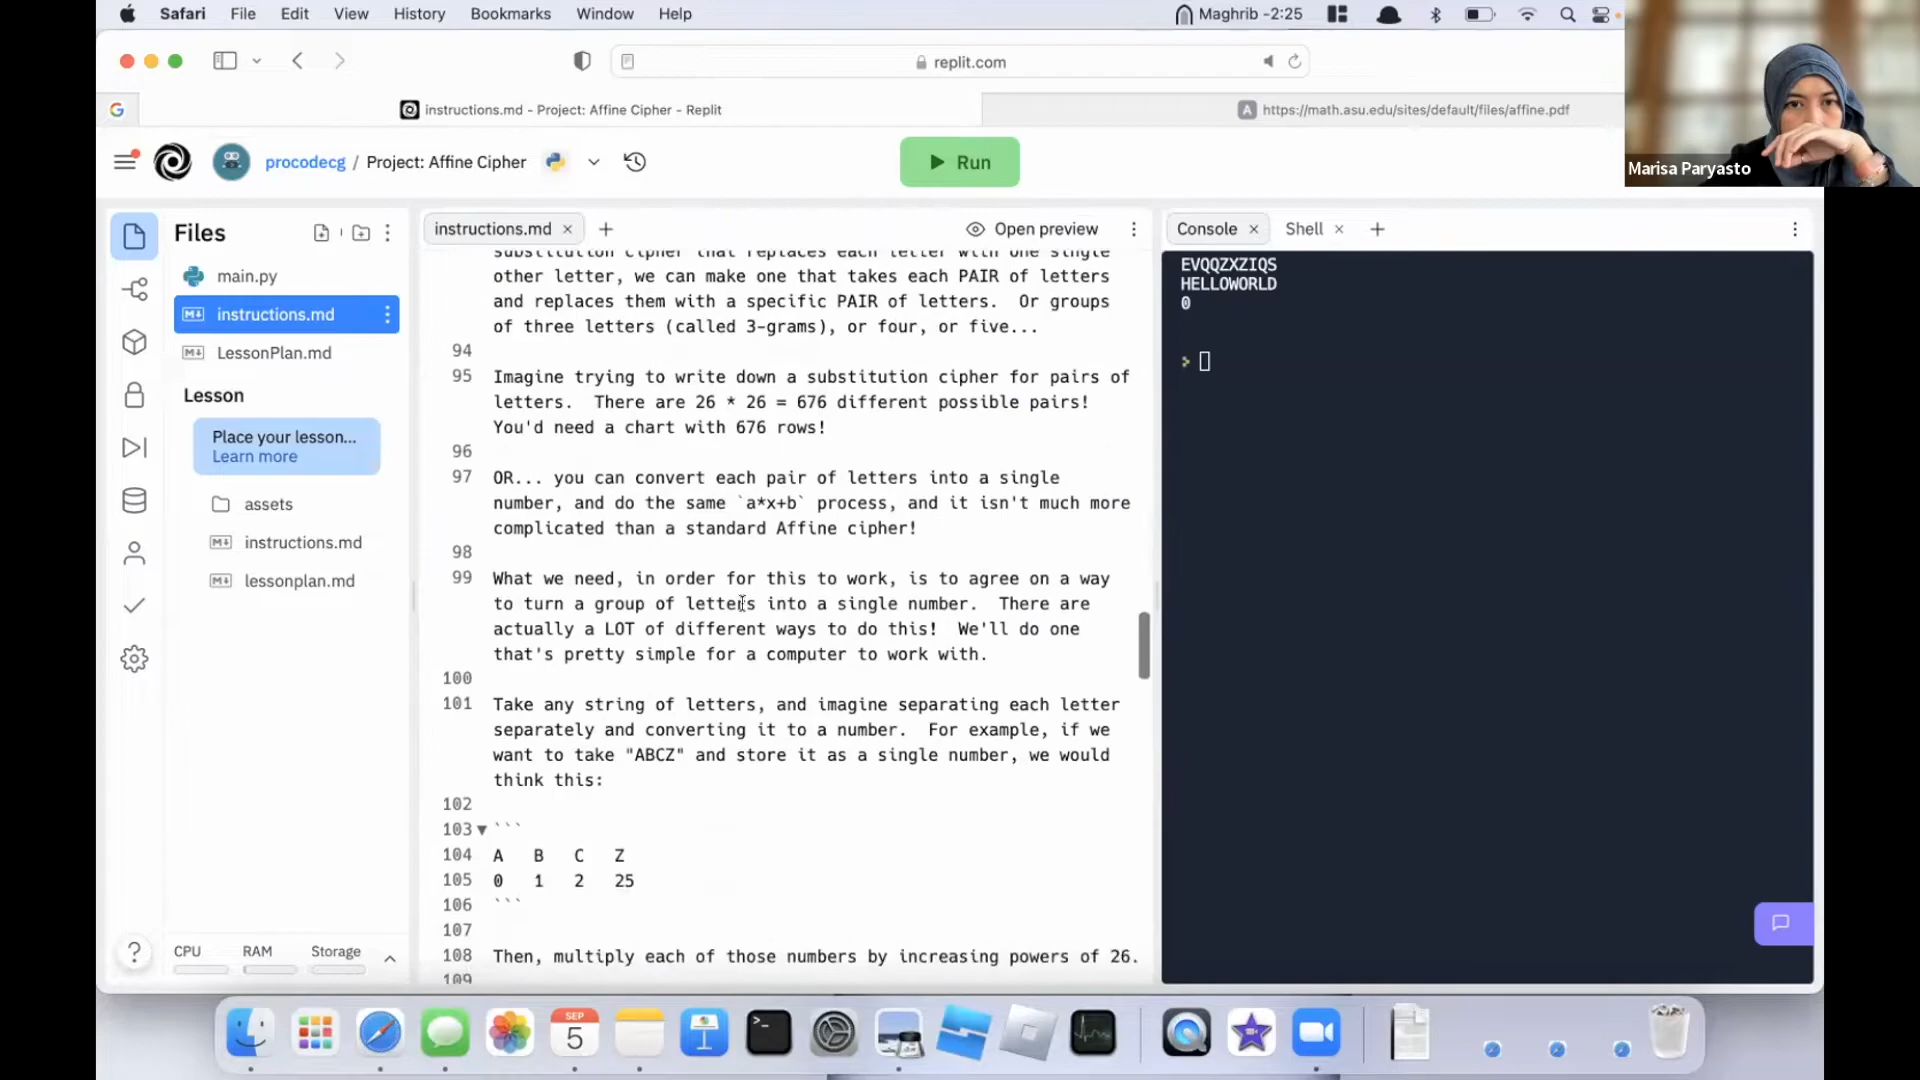 Safari File Edit View History Bookmarks Window Help Maghrib -2:25
replit.com
instructions.md - Project: Affine Cipher - Replit
https://math.asu.edu/sites/default/files/affine.pdf
Marisa Paryasto
procodecg / Project: Affine Cipher
Run
Files
main.py
instructions.md
LessonPlan.md
Lesson
Place your lesson...
Learn more
assets
instructions.md
lessonplan.md
CPU RAM Storage
instructions.md
Open preview
substitution cipher that replaces each letter with one single
other letter, we can make one that takes each PAIR of letters
and replaces them with a specific PAIR of letters. Or groups
of three letters (called 3-grams), or four, or five...
94
95 Imagine trying to write down a substitution cipher for pairs of
letters. There are 26 * 26 = 676 different possible pairs!
You'd need a chart with 676 rows!
96
97 OR... you can convert each pair of letters into a single
number, and do the same `a*x+b` process, and it isn't much more
complicated than a standard Affine cipher!
98
99 What we need, in order for this to work, is to agree on a way
to turn a group of letters into a single number. There are
actually a LOT of different ways to do this! We'll do one
that's pretty simple for a computer to work with.
100
101 Take any string of letters, and imagine separating each letter
separately and converting it to a number. For example, if we
want to take "ABCZ" and store it as a single number, we would
think this:
102
103 ```
104 A B C Z
105 0 1 2 25
106 ```
107
108 Then, multiply each of those numbers by increasing powers of 26.
109
Console
Shell
EVQQZXZIQS
HELLOWORLD
0
>
SEP
5